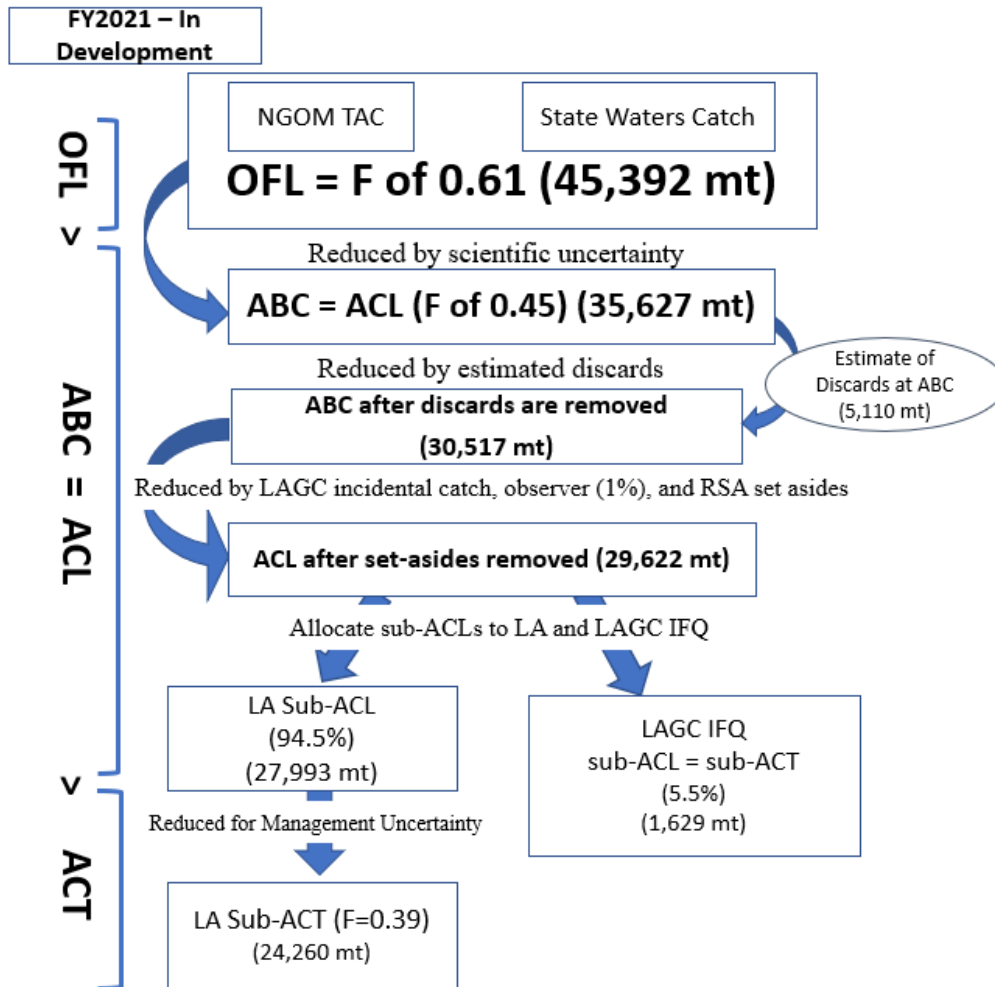 FY2021 – In
Development
NGOM TAC
State Waters Catch
OFL = F of 0.61 (45,392 mt)
OFL
>
Reduced by scientific uncertainty
ABC = ACL (F of 0.45) (35,627 mt)
Reduced by estimated discards
Estimate of
Discards at ABC
(5,110 mt)
ABC after discards are removed
(30,517 mt)
ABC = ACL
Reduced by LAGC incidental catch, observer (1%), and RSA set asides
ACL after set-asides removed (29,622 mt)
Allocate sub-ACLs to LA and LAGC IFQ
LA Sub-ACL
(94.5%)
(27,993 mt)
LAGC IFQ
sub-ACL = sub-ACT
(5.5%)
(1,629 mt)
>
Reduced for Management Uncertainty
ACT
LA Sub-ACT (F=0.39)
(24,260 mt)